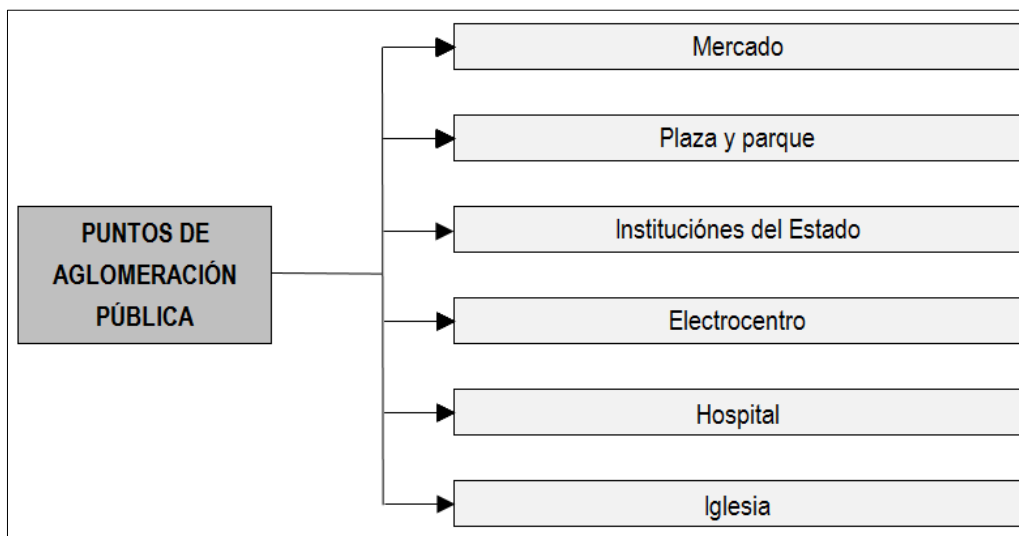 PUNTOS DE
AGLOMERACIÓN
PÚBLICA
Mercado
Plaza y parque
Instituciónes del Estado
Electrocentro
Hospital
Iglesia